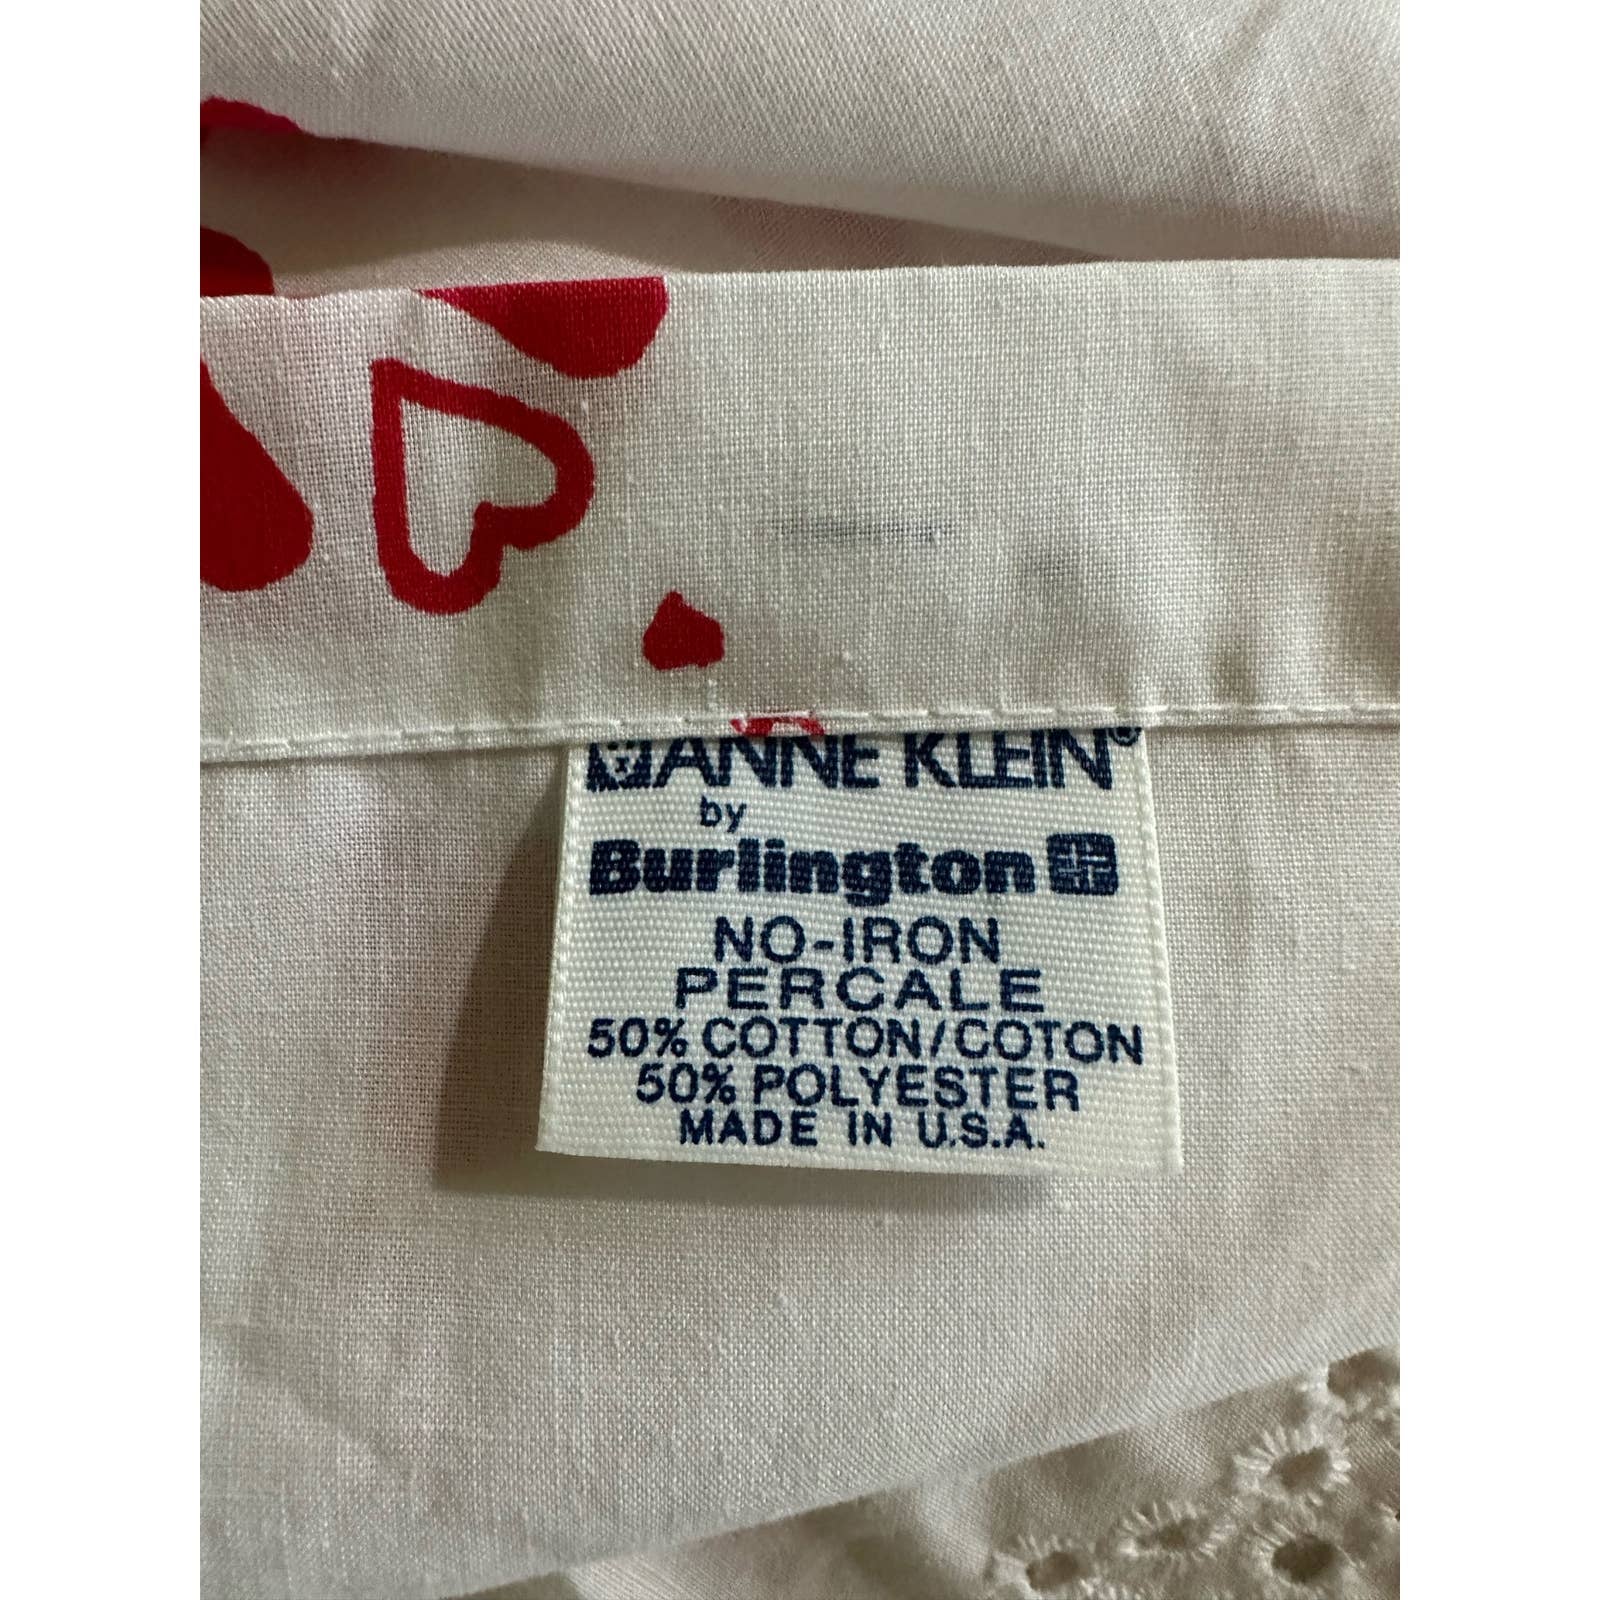 ANNE KLEIN®
by
Burlington
NO-IRON
PERCALE
50% COTTON/COTON
50% POLYESTER
MADE IN U.S.A.